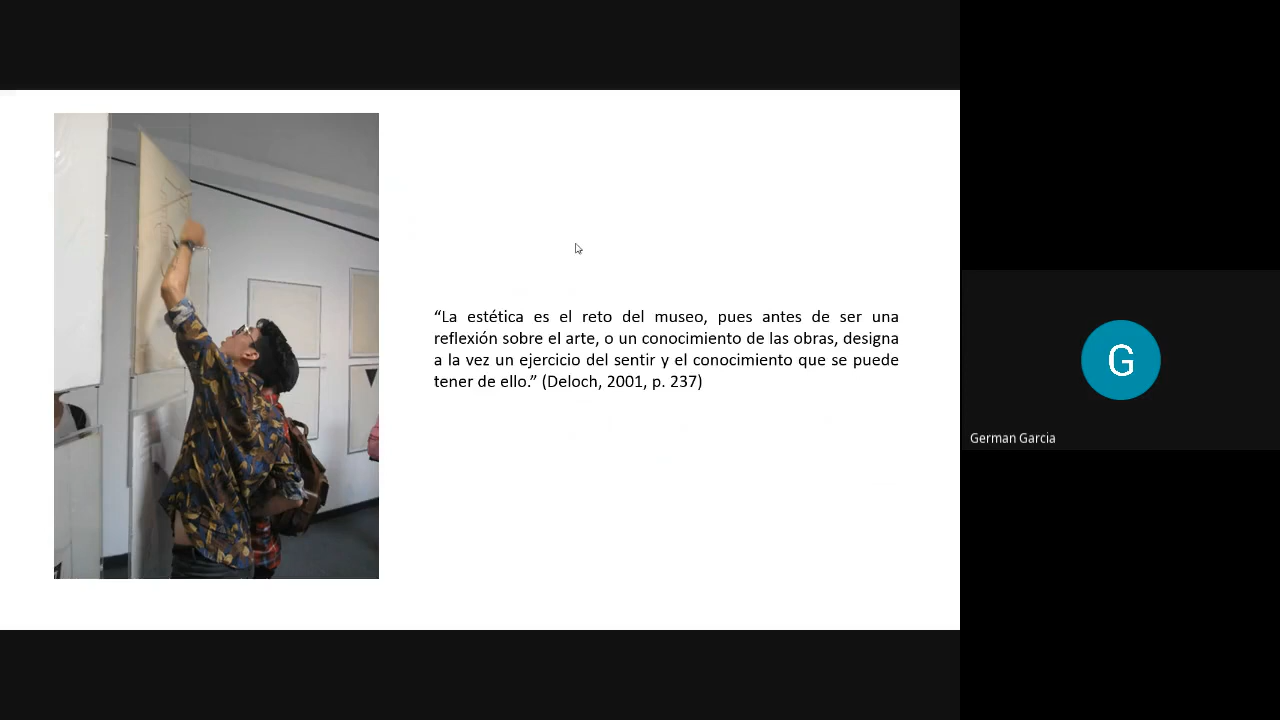 “La estética es el reto del museo, pues antes de ser una
reflexión sobre el arte, o un conocimiento de las obras, designa
a la vez un ejercicio del sentir y el conocimiento que se puede
tener de ello.” (Deloch, 2001, p. 237)
G
German Garcia